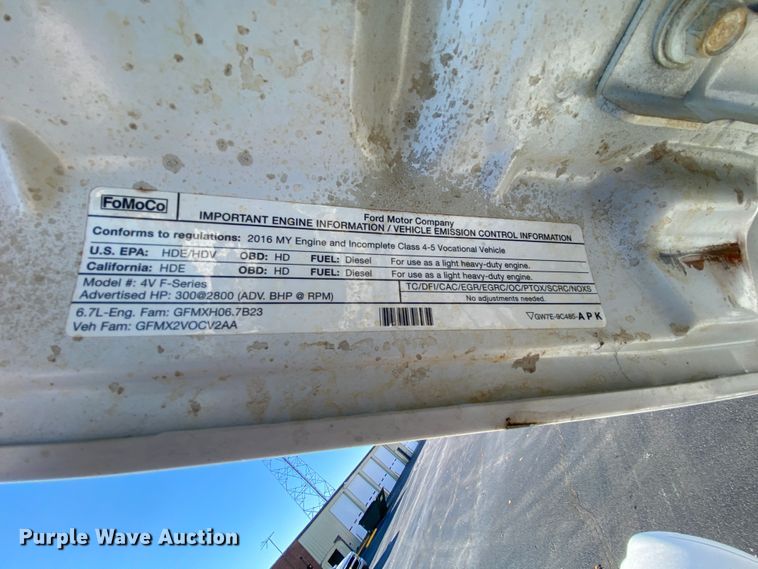 FoMoCo
Ford Motor Company
IMPORTANT ENGINE INFORMATION / VEHICLE EMISSION CONTROL INFORMATION
Conforms to regulations: 2016 MY Engine and Incomplete Class 4-5 Vocational Vehicle
U.S. EPA: HDE/HDV OBD: HD FUEL: Diesel For use as a light heavy-duty engine.
California: HDE OBD: HD FUEL: Diesel For use as a light heavy-duty engine.
Model #: 4V F-Series TC/DFI/CAC/EGR/EGRC/OC/PTOX/SCRC/NOXS
Advertised HP: 300@2800 (ADV. BHP @ RPM) No adjustments needed.
6.7L-Eng. Fam: GFMXH06.7B23 GW7E-9C485-APK
Veh Fam: GFMX2VOCV2AA
Purple Wave Auction